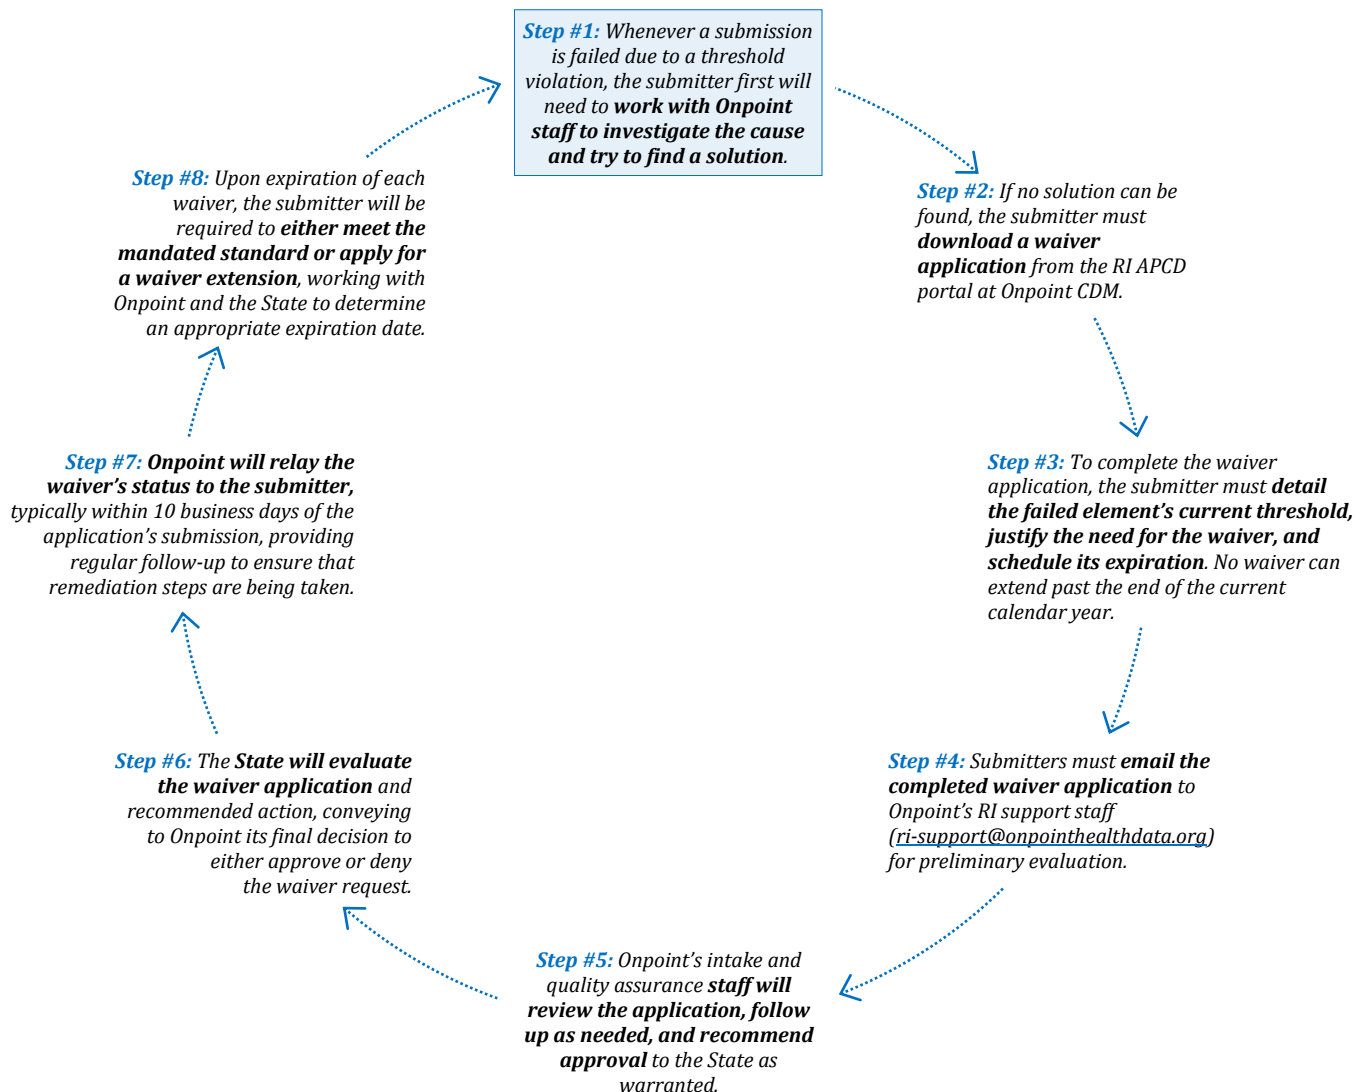 Step #1: Whenever a submission
is failed due to a threshold
violation, the submitter first will
need to work with Onpoint
staff to investigate the cause
and try to find a solution.
Step #2: If no solution can be
found, the submitter must
download a waiver
application from the RI APCD
portal at Onpoint CDM.
Step #3: To complete the waiver
application, the submitter must detail
the failed element’s current threshold,
justify the need for the waiver, and
schedule its expiration. No waiver can
extend past the end of the current
calendar year.
Step #4: Submitters must email the
completed waiver application to
Onpoint’s RI support staff
(ri-support@onpointhealthdata.org)
for preliminary evaluation.
Step #5: Onpoint’s intake and
quality assurance staff will
review the application, follow
up as needed, and recommend
approval to the State as
warranted.
Step #6: The State will evaluate
the waiver application and
recommended action, conveying
to Onpoint its final decision to
either approve or deny
the waiver request.
Step #7: Onpoint will relay the
waiver’s status to the submitter,
typically within 10 business days of the
application’s submission, providing
regular follow-up to ensure that
remediation steps are being taken.
Step #8: Upon expiration of each
waiver, the submitter will be
required to either meet the
mandated standard or apply for
a waiver extension, working with
Onpoint and the State to determine
an appropriate expiration date.